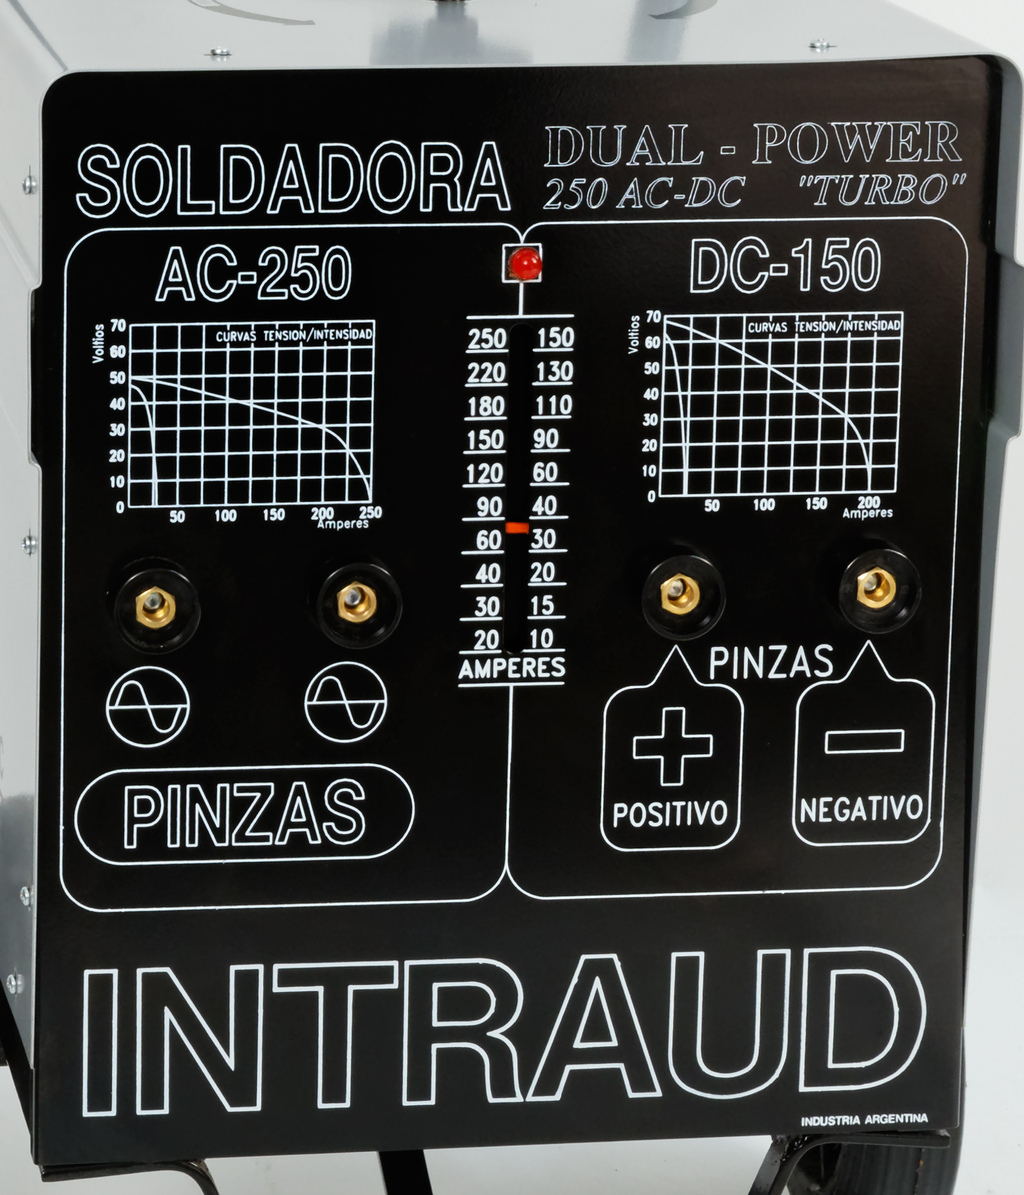 SOLDADORA
DUAL - POWER
250 AC-DC "TURBO"
AC-250
DC-150
Voltios
CURVAS TENSION/INTENSIDAD
70
60
50
40
30
20
10
0
50 100 150 200 250
Amperes
250 150
220 130
180 110
150 90
120 60
90 40
60 30
40 20
30 15
20 10
AMPERES
Voltios
CURVAS TENSION/INTENSIDAD
70
60
50
40
30
20
10
0
50 100 150 200
Amperes
PINZAS
PINZAS
POSITIVO
NEGATIVO
INTRAUD
INDUSTRIA ARGENTINA